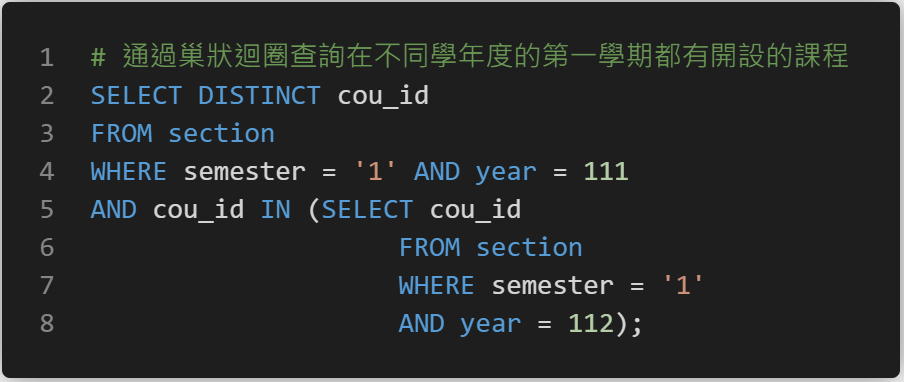 1 # 通過巢狀迴圈查詢在不同學年度的第一學期都有開設的課程
2 SELECT DISTINCT cou_id
3 FROM section
4 WHERE semester = '1' AND year = 111
5 AND cou_id IN (SELECT cou_id
6 FROM section
7 WHERE semester = '1'
8 AND year = 112);